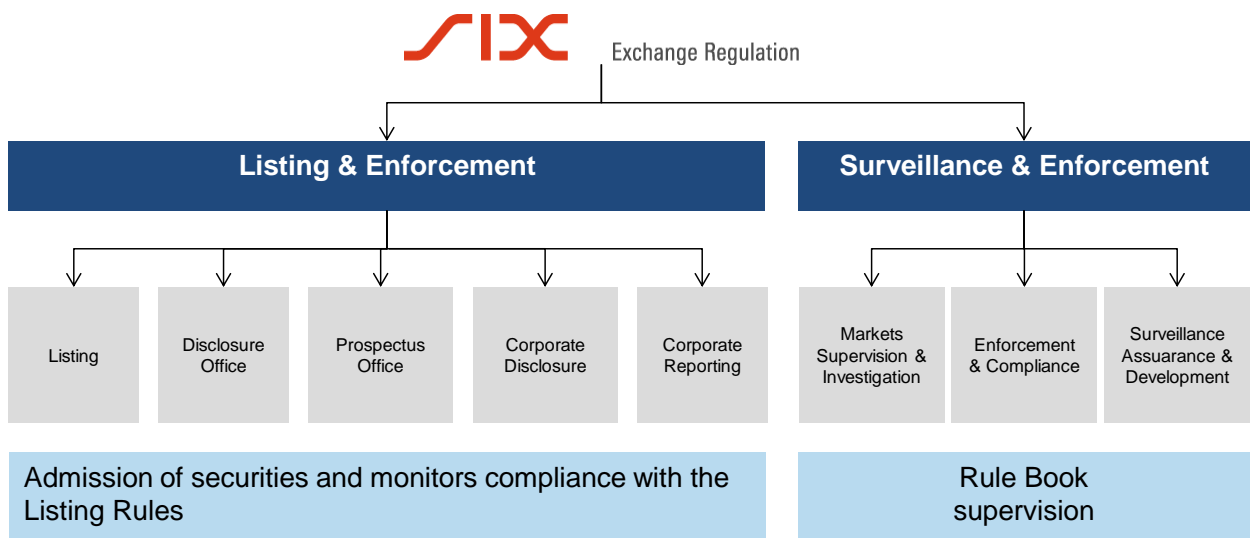 SIX Exchange Regulation
Listing & Enforcement
Surveillance & Enforcement
Listing
Disclosure
Office
Prospectus
Office
Corporate
Disclosure
Corporate
Reporting
Markets
Supervision &
Investigation
Enforcement
& Compliance
Surveillance
Assuarance &
Development
Admission of securities and monitors compliance with the
Listing Rules
Rule Book
supervision